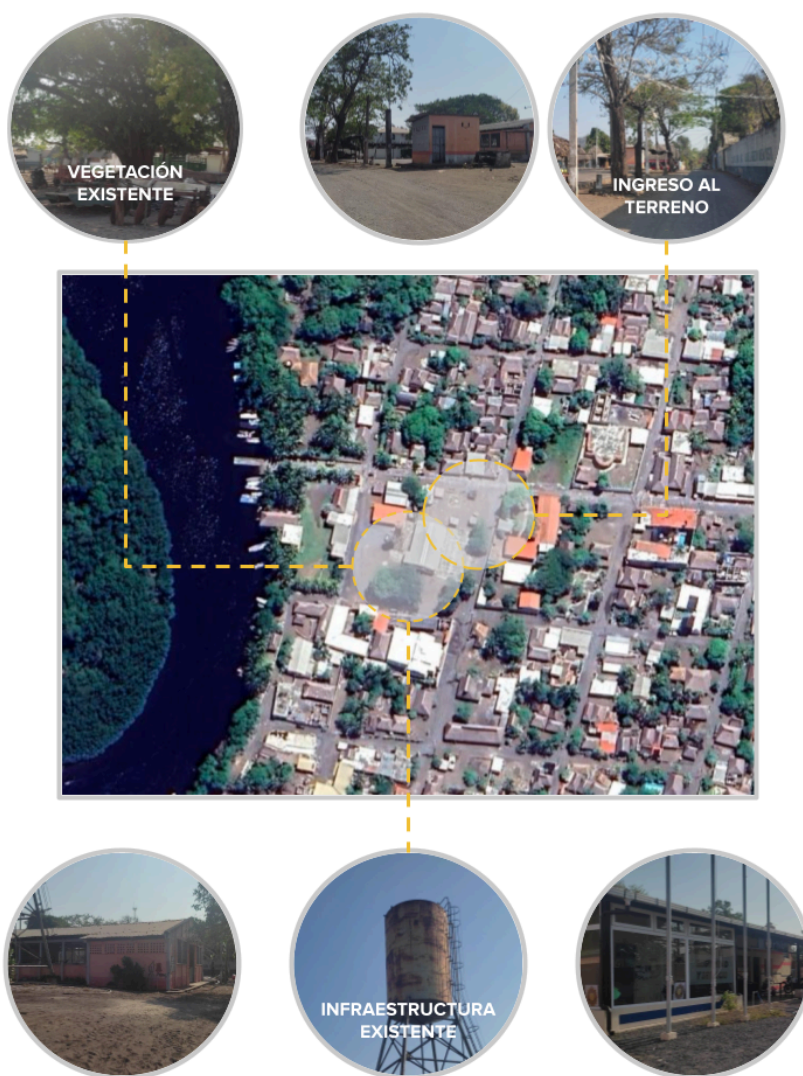 VEGETACIÓN
EXISTENTE
INGRESO AL
TERRENO
INFRAESTRUCTURA
EXISTENTE